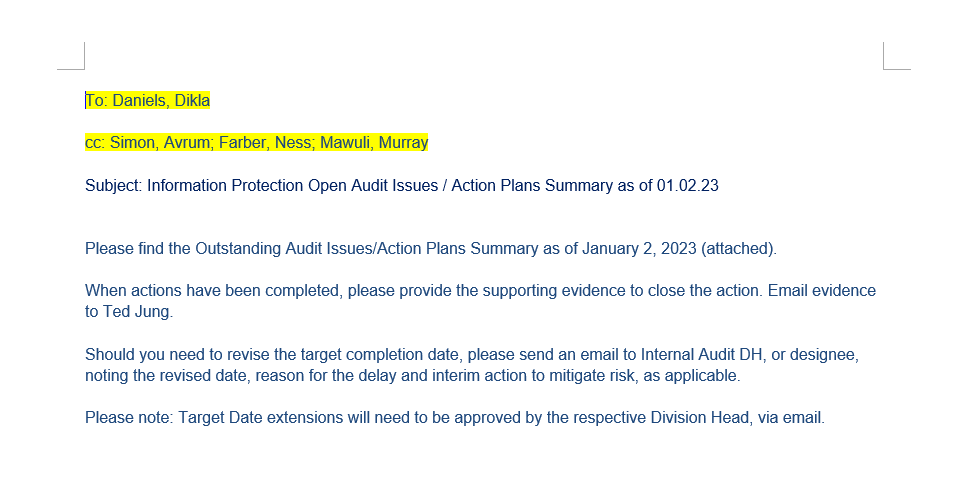 To: Daniels, Dikla
cc: Simon, Avrum; Farber, Ness; Mawuli, Murray
Subject: Information Protection Open Audit Issues / Action Plans Summary as of 01.02.23
Please find the Outstanding Audit Issues/Action Plans Summary as of January 2, 2023 (attached).
When actions have been completed, please provide the supporting evidence to close the action. Email evidence
to Ted Jung.
Should you need to revise the target completion date, please send an email to Internal Audit DH, or designee,
noting the revised date, reason for the delay and interim action to mitigate risk, as applicable.
Please note: Target Date extensions will need to be approved by the respective Division Head, via email.